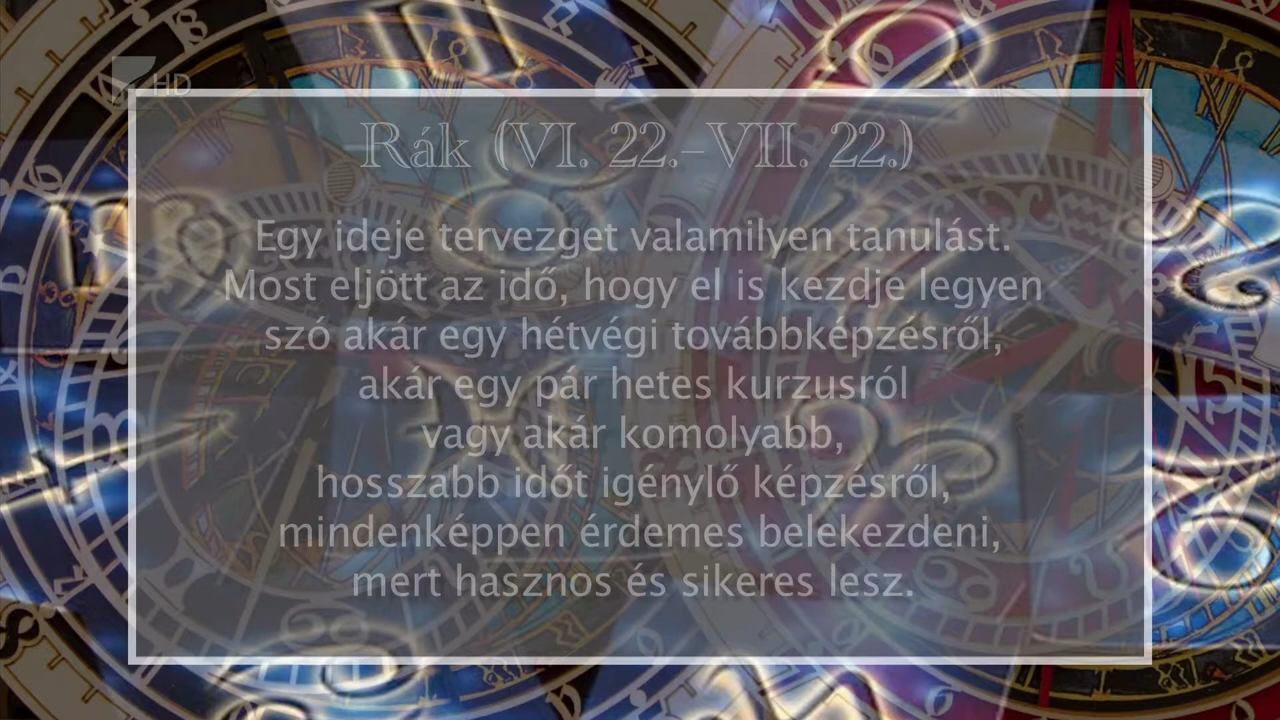 HD
Rák (VI. 22.-VII. 22.)
Egy ideje tervezget valamilyen tanulást.
Most eljött az idő, hogy el is kezdje legyen
szó akár egy hétvégi továbbképzésről,
akár egy pár hetes kurzusról
vagy akár komolyabb,
hosszabb időt igénylő képzésről,
mindenképpen érdemes belekezdeni,
mert hasznos és sikeres lesz.